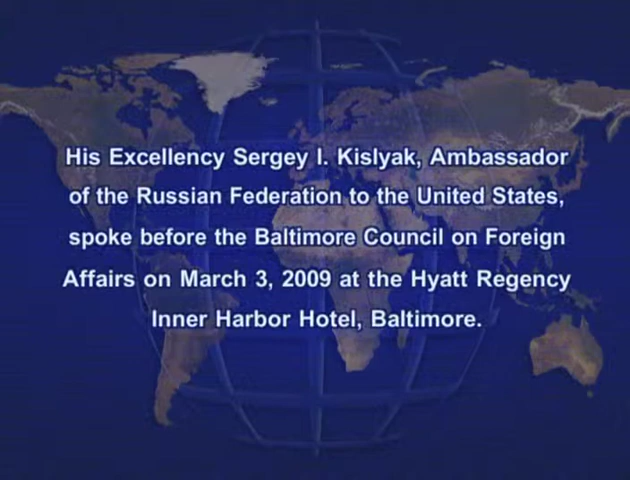 His Excellency Sergey I. Kislyak, Ambassador
of the Russian Federation to the United States,
spoke before the Baltimore Council on Foreign
Affairs on March 3, 2009 at the Hyatt Regency
Inner Harbor Hotel, Baltimore.